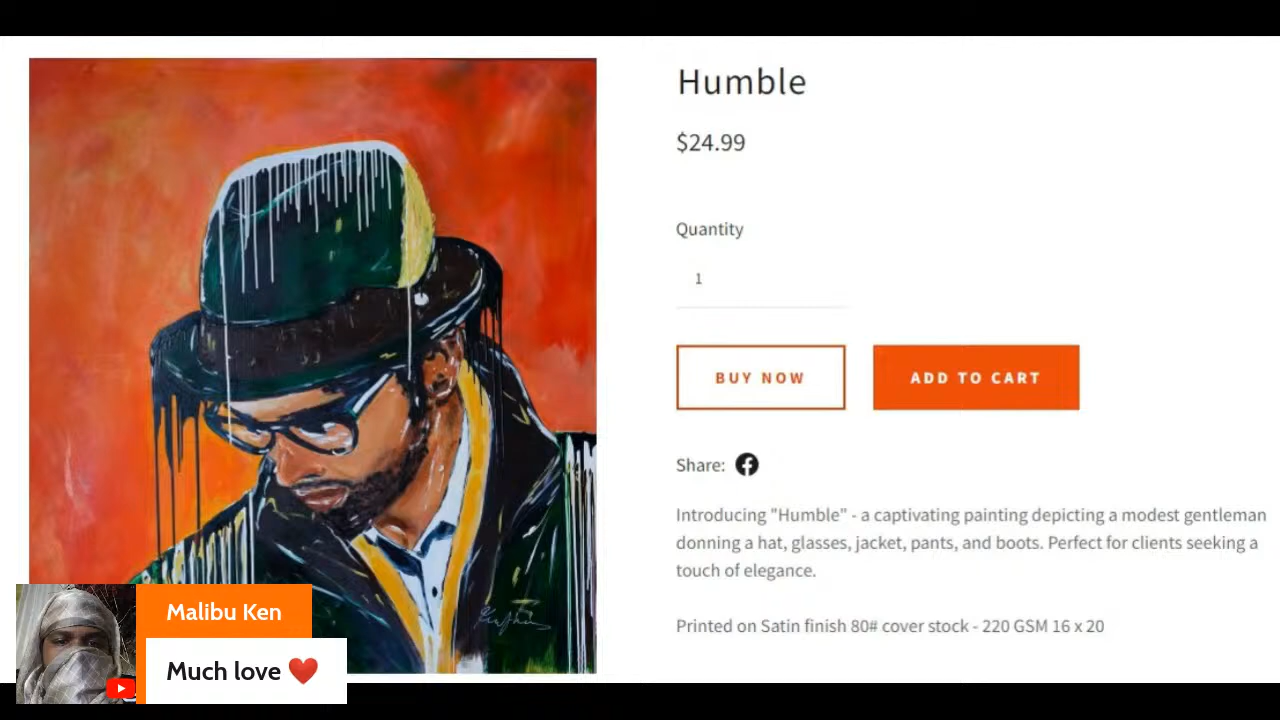 Humble
$24.99
Quantity
1
BUY NOW
ADD TO CART
Share:
Introducing "Humble" - a captivating painting depicting a modest gentleman
donning a hat, glasses, jacket, pants, and boots. Perfect for clients seeking a
touch of elegance.
Printed on Satin finish 80# cover stock - 220 GSM 16 x 20
Malibu Ken
Much love ❤️